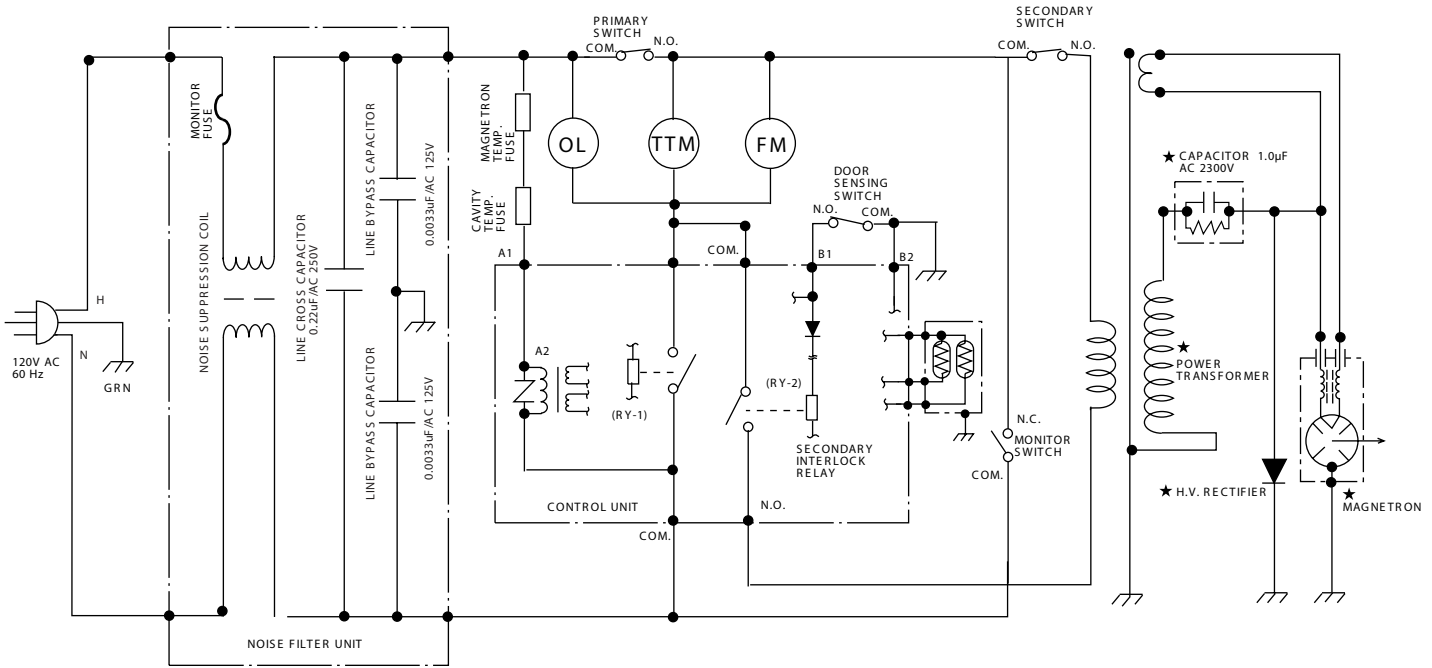 PRIMARY
SWITCH
COM.
N.O.
SECONDARY
SWITCH
COM.
N.O.
MONITOR
FUSE
NOISE SUPPRESSION COIL
LINE CROSS CAPACITOR
0.22uF/AC 250V
LINE BYPASS CAPACITOR
0.0033uF/AC 125V
LINE BYPASS CAPACITOR
0.0033uF/AC 125V
MAGNETRON
TEMP.
FUSE
CAVITY
TEMP.
FUSE
OL
TTM
FM
DOOR
SENSING
SWITCH
N.O.
COM.
★ CAPACITOR 1.0μF
AC 2300V
A1
COM.
B1
B2
H
N
120V AC
60 Hz
GRN
A2
(RY-1)
(RY-2)
SECONDARY
INTERLOCK
RELAY
N.C.
MONITOR
SWITCH
COM.
★
POWER
TRANSFORMER
★ H.V. RECTIFIER
★
MAGNETRON
CONTROL UNIT
N.O.
COM.
NOISE FILTER UNIT